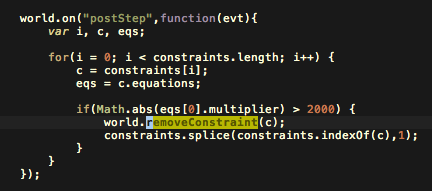 world.on("postStep",function(evt){
var i, c, eqs;
for(i = 0; i < constraints.length; i++) {
c = constraints[i];
eqs = c.equations;
if(Math.abs(eqs[0].multiplier) > 2000) {
world.removeConstraint(c);
constraints.splice(constraints.indexOf(c),1);
}
}
});